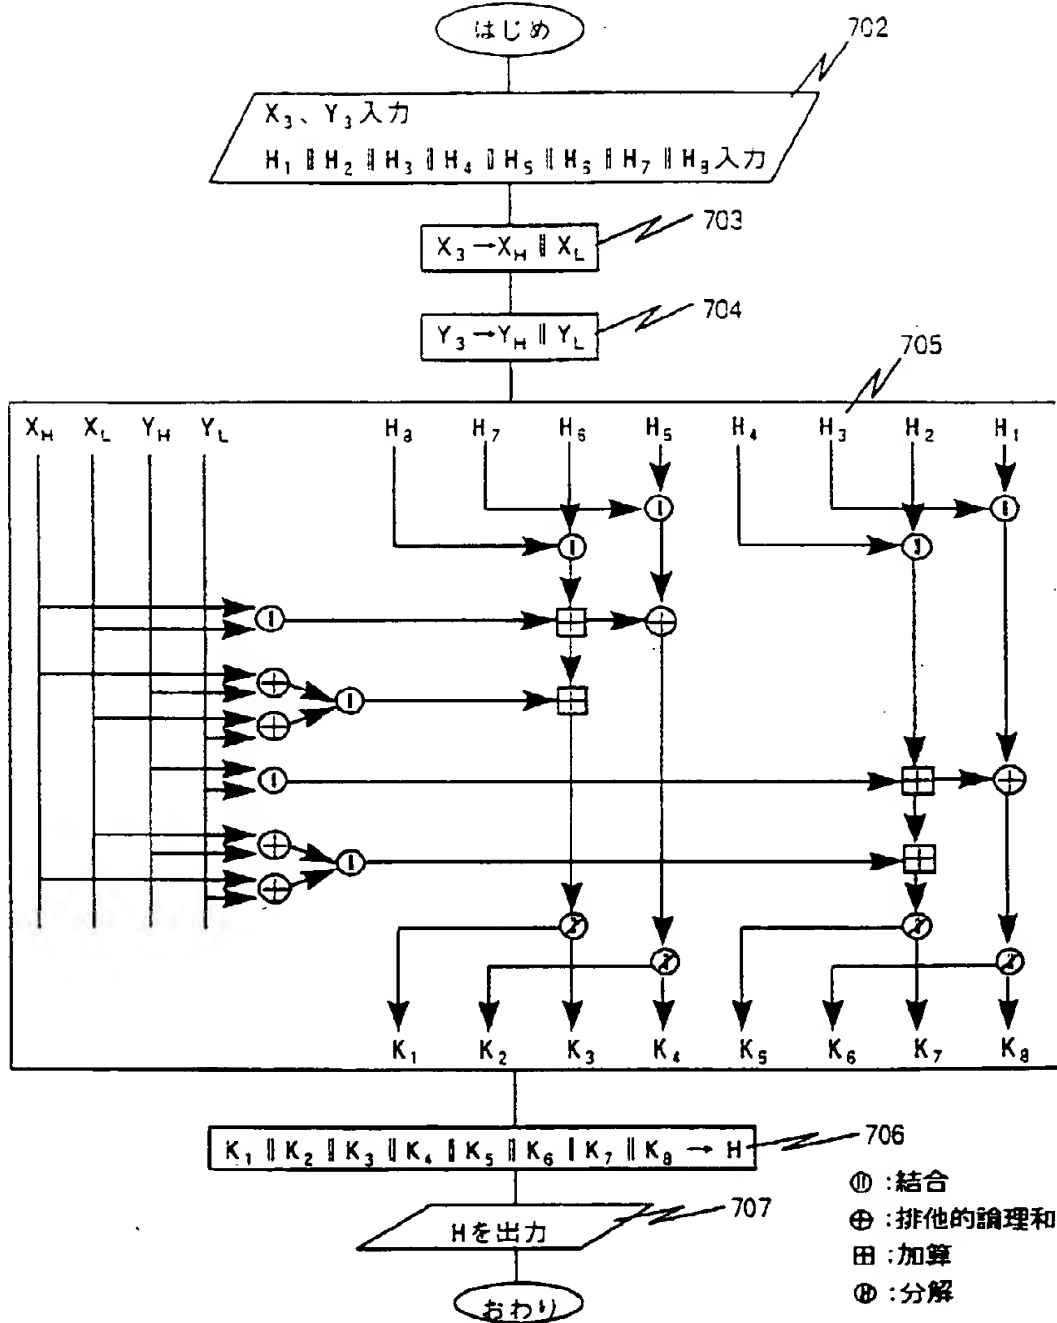 はじめ
702
X₃、Y₃入力
H₁‖H₂‖H₃‖H₄‖H₅‖H₆‖H₇‖H₈入力
703
X₃→X_H‖X_L
704
Y₃→Y_H‖Y_L
705
X_H X_L Y_H Y_L H₈ H₇ H₆ H₅ H₄ H₃ H₂ H₁
K₁ K₂ K₃ K₄ K₅ K₆ K₇ K₈
K₁‖K₂‖K₃‖K₄‖K₅‖K₆‖K₇‖K₈→H
706
:結合
707
:排他的論理和
Hを出力
:加算
:分解
おわり